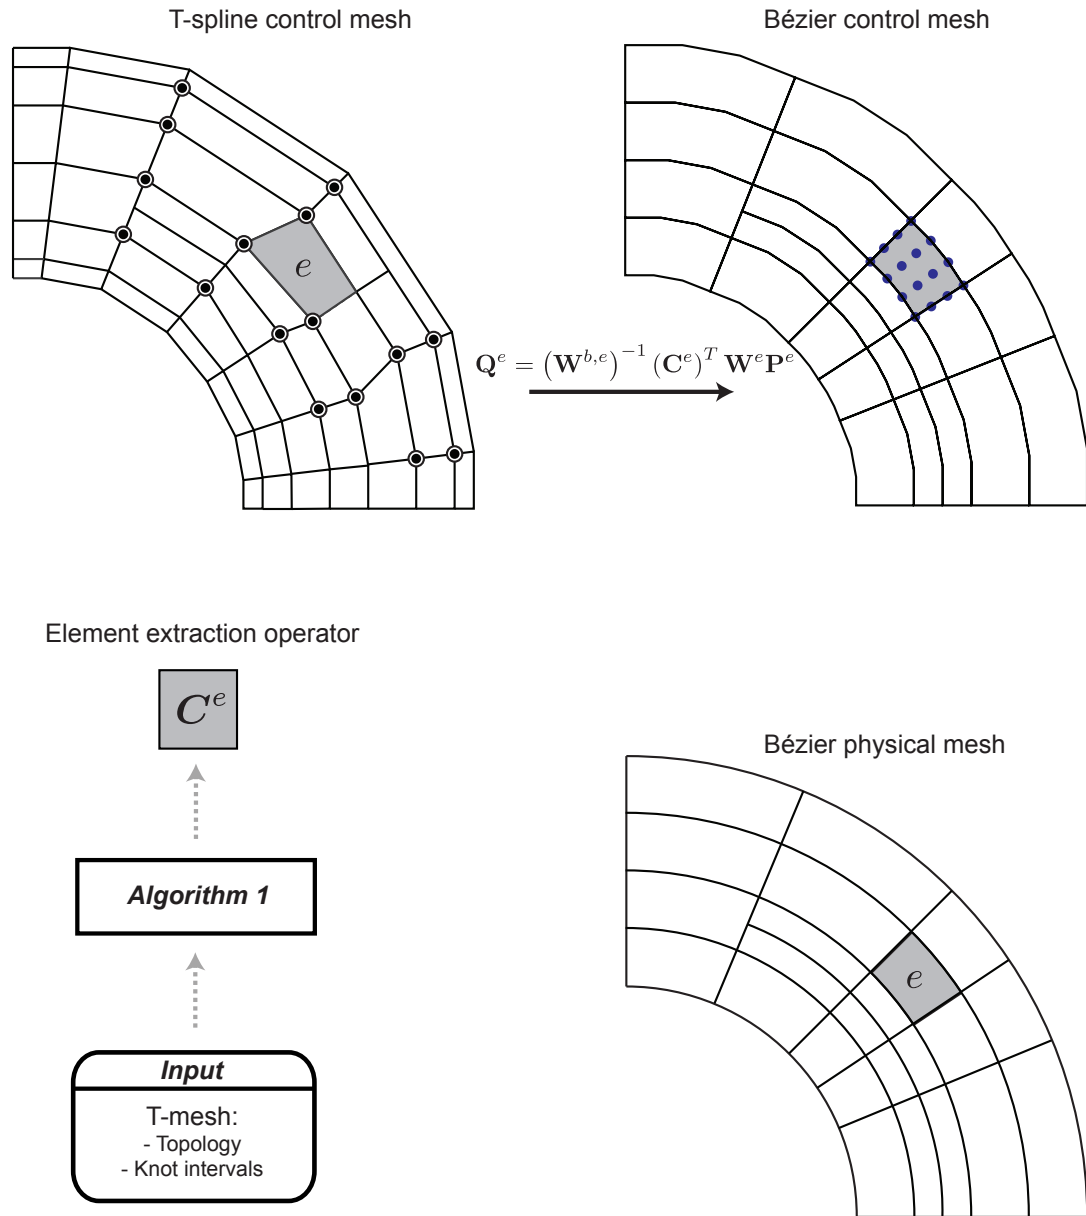 T-spline control mesh
Bézier control mesh
e
Q^e = (W^{b,e})^{-1} (C^e)^T W^e P^e
Element extraction operator
C^e
Bézier physical mesh
e
Algorithm 1
Input
T-mesh:
- Topology
- Knot intervals